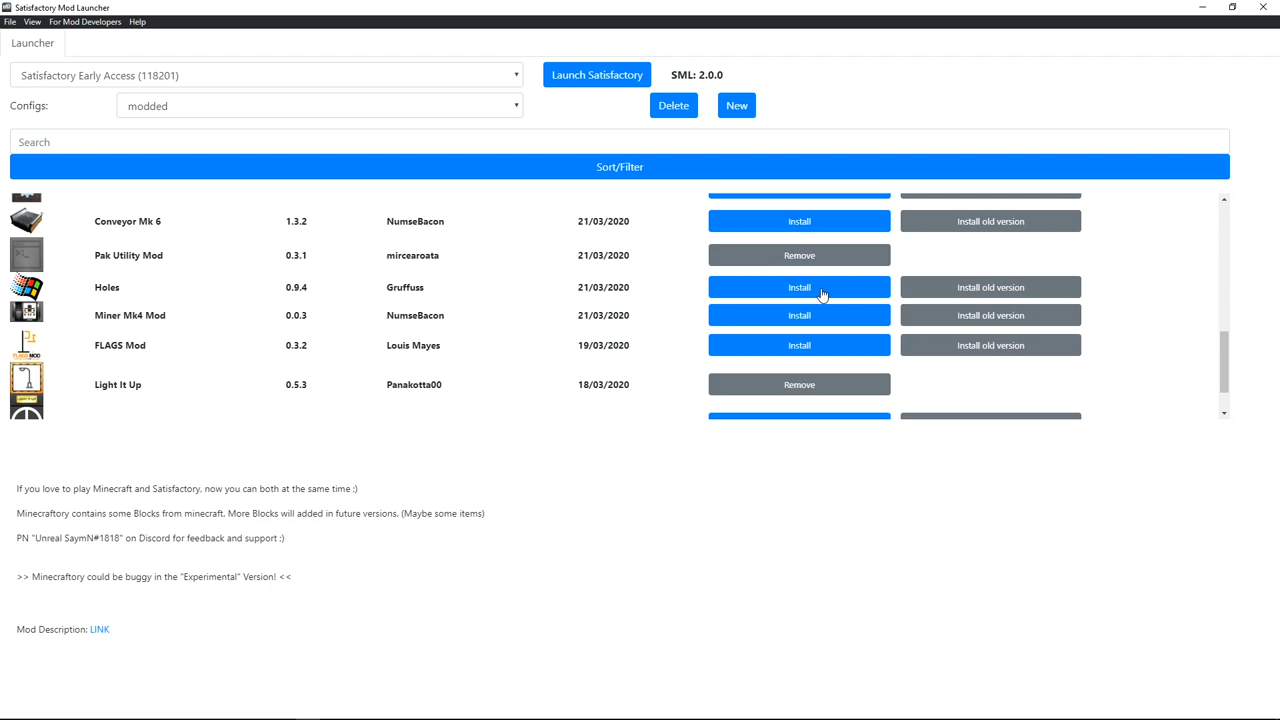 Satisfactory Mod Launcher
File View For Mod Developers Help
Launcher
Satisfactory Early Access (118201) Launch Satisfactory SML: 2.0.0
Configs: modded Delete New
Search
Sort/Filter
Conveyor Mk 6 1.3.2 NumseBacon 21/03/2020 Install Install old version
Pak Utility Mod 0.3.1 mircearoata 21/03/2020 Remove
Holes 0.9.4 Gruffuss 21/03/2020 Install Install old version
Miner Mk4 Mod 0.0.3 NumseBacon 21/03/2020 Install Install old version
FLAGS Mod 0.3.2 Louis Mayes 19/03/2020 Install Install old version
FLAGS MOD
Light It Up 0.5.3 Panakotta00 18/03/2020 Remove
If you love to play Minecraft and Satisfactory, now you can both at the same time ;)
Minecraftory contains some Blocks from minecraft. More Blocks will added in future versions. (Maybe some items)
PN "Unreal SaymN#1818" on Discord for feedback and support ;)
>> Minecraftory could be buggy in the "Experimental" Version! <<
Mod Description: LINK